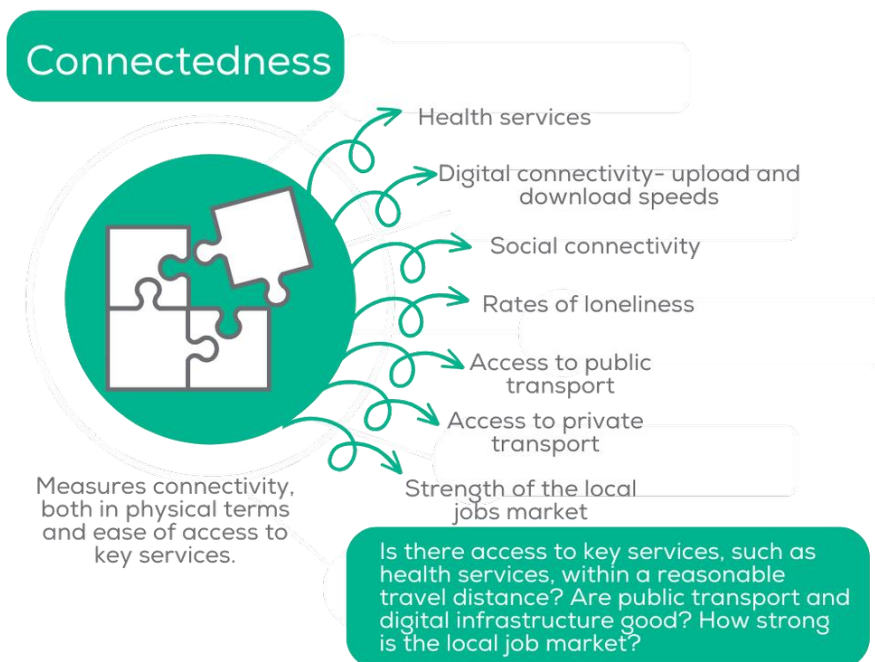 Connectedness
Health services
Digital connectivity- upload and
download speeds
Social connectivity
Rates of loneliness
Access to public
transport
Access to private
transport
Strength of the local
jobs market
Measures connectivity,
both in physical terms
and ease of access to
key services.
Is there access to key services, such as
health services, within a reasonable
travel distance? Are public transport and
digital infrastructure good? How strong
is the local job market?